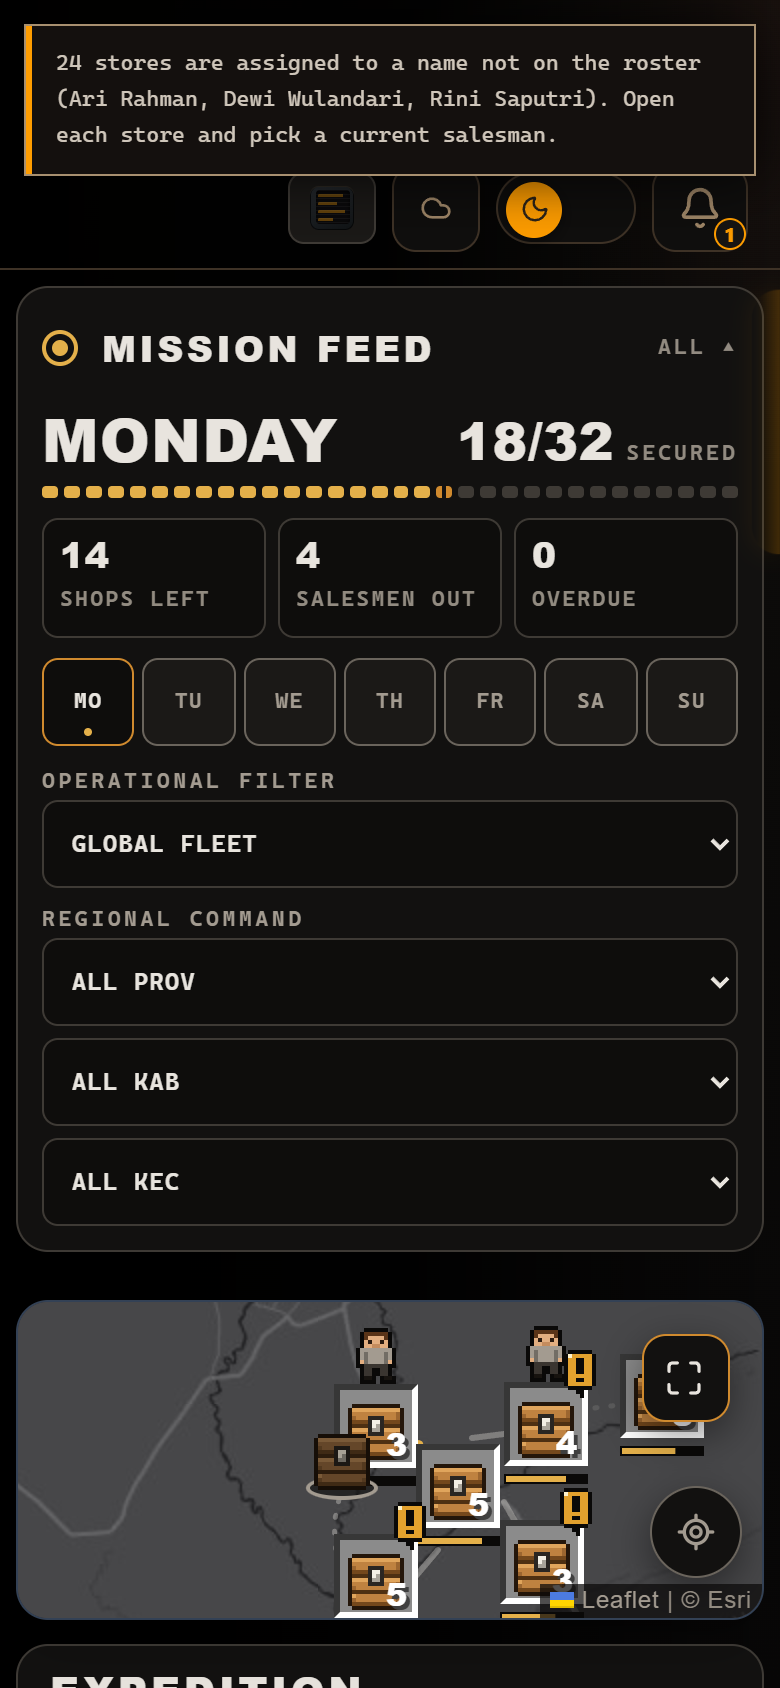 24 stores are assigned to a name not on the roster
(Ari Rahman, Dewi Wulandari, Rini Saputri). Open
each store and pick a current salesman.
1
MISSION FEED
ALL ▲
MONDAY
18/32 SECURED
14
SHOPS LEFT
4
SALESMEN OUT
0
OVERDUE
MO
TU
WE
TH
FR
SA
SU
OPERATIONAL FILTER
GLOBAL FLEET
REGIONAL COMMAND
ALL PROV
ALL KAB
ALL KEC
!
3
4
5
!
!
5
3
Leaflet | © Esri
EXPEDITION